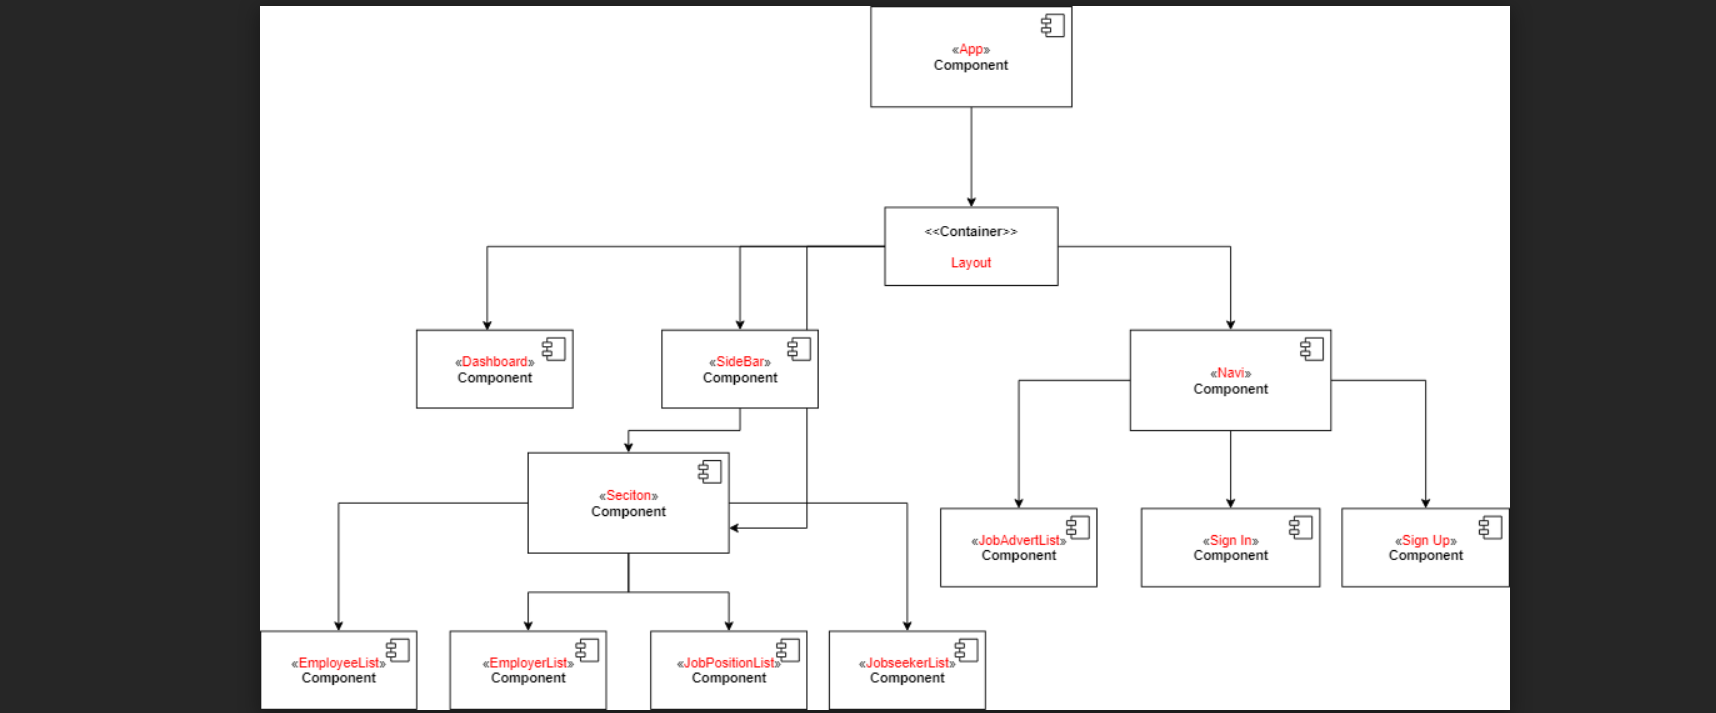 «App»
Component
<<Container>>
Layout
«Dashboard»
Component
«SideBar»
Component
«Navi»
Component
«Seciton»
Component
«JobAdvertList»
Component
«Sign In»
Component
«Sign Up»
Component
«EmployeeList»
Component
«EmployerList»
Component
«JobPositionList»
Component
«JobseekerList»
Component